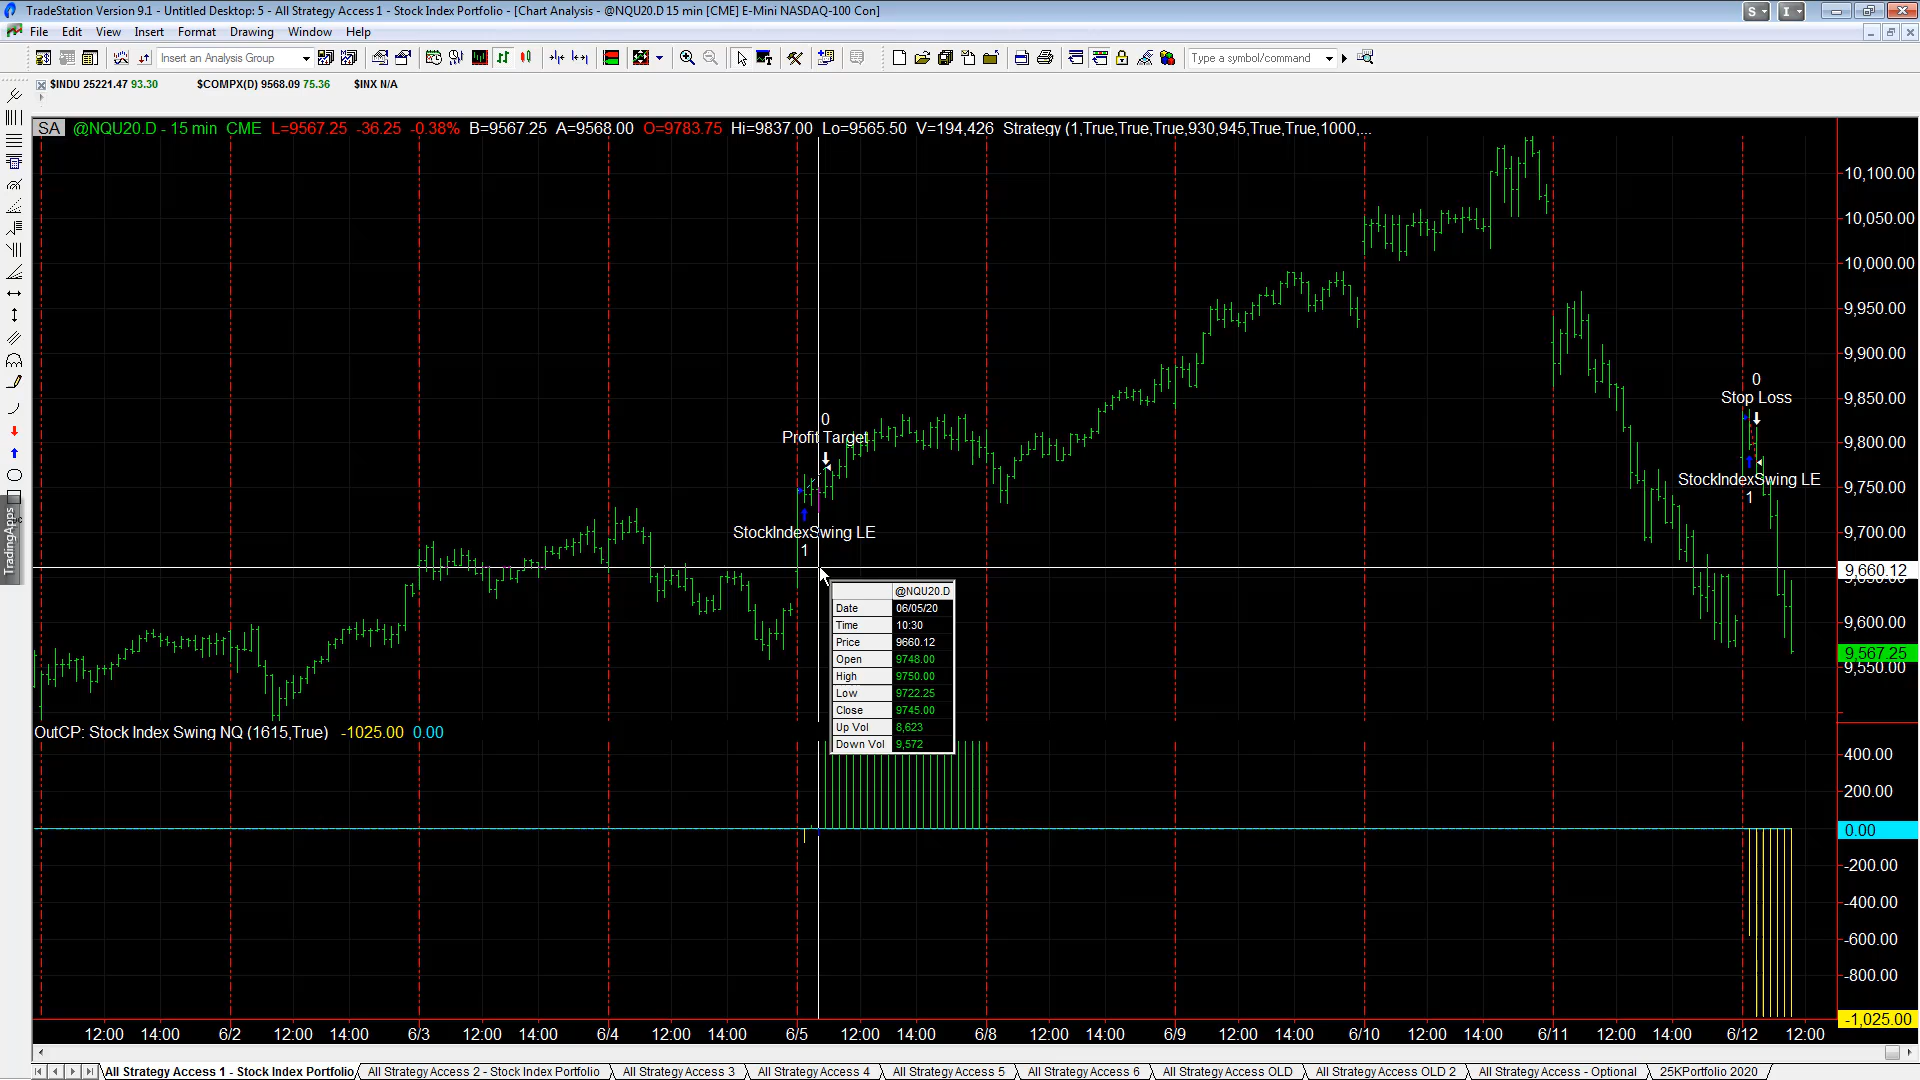 TradeStation Version 9.1 - Untitled Desktop: 5 - All Strategy Access 1 - Stock Index Portfolio - [Chart Analysis - @NQU20.D 15 min [CME] E-Mini NASDAQ-100 Con]
S
I
File Edit View Insert Format Drawing Window Help
Insert an Analysis Group
Type a symbol/command
$INDU 25221.47 93.30 $COMPX(D) 9568.09 75.36 $INX N/A
SA @NQU20.D - 15 min CME L=9567.25 -36.25 -0.38% B=9567.25 A=9568.00 O=9783.75 Hi=9837.00 Lo=9565.50 V=194,426 Strategy (1,True,True,True,930,945,True,True,1000,...
10,100.00
10,050.00
10,000.00
9,950.00
9,900.00
9,850.00
9,800.00
9,750.00
9,700.00
9,660.12
9,650.00
9,600.00
9,567.25
9,550.00
0
Profit Target
StockIndexSwing LE
1
0
Stop Loss
StockIndexSwing LE
1
TradingApps
@NQU20.D
Date 06/05/20
Time 10:30
Price 9660.12
Open 9748.00
High 9750.00
Low 9722.25
Close 9745.00
Up Vol 8,623
Down Vol 9,572
OutCP: Stock Index Swing NQ (1615,True) -1025.00 0.00
400.00
200.00
0.00
-200.00
-400.00
-600.00
-800.00
-1,025.00
12:00 14:00 6/2 12:00 14:00 6/3 12:00 14:00 6/4 12:00 14:00 6/5 12:00 14:00 6/8 12:00 14:00 6/9 12:00 14:00 6/10 12:00 14:00 6/11 12:00 14:00 6/12 12:00
All Strategy Access 1 - Stock Index Portfolio All Strategy Access 2 - Stock Index Portfolio All Strategy Access 3 All Strategy Access 4 All Strategy Access 5 All Strategy Access 6 All Strategy Access OLD All Strategy Access OLD 2 All Strategy Access - Optional 25KPortfolio 2020